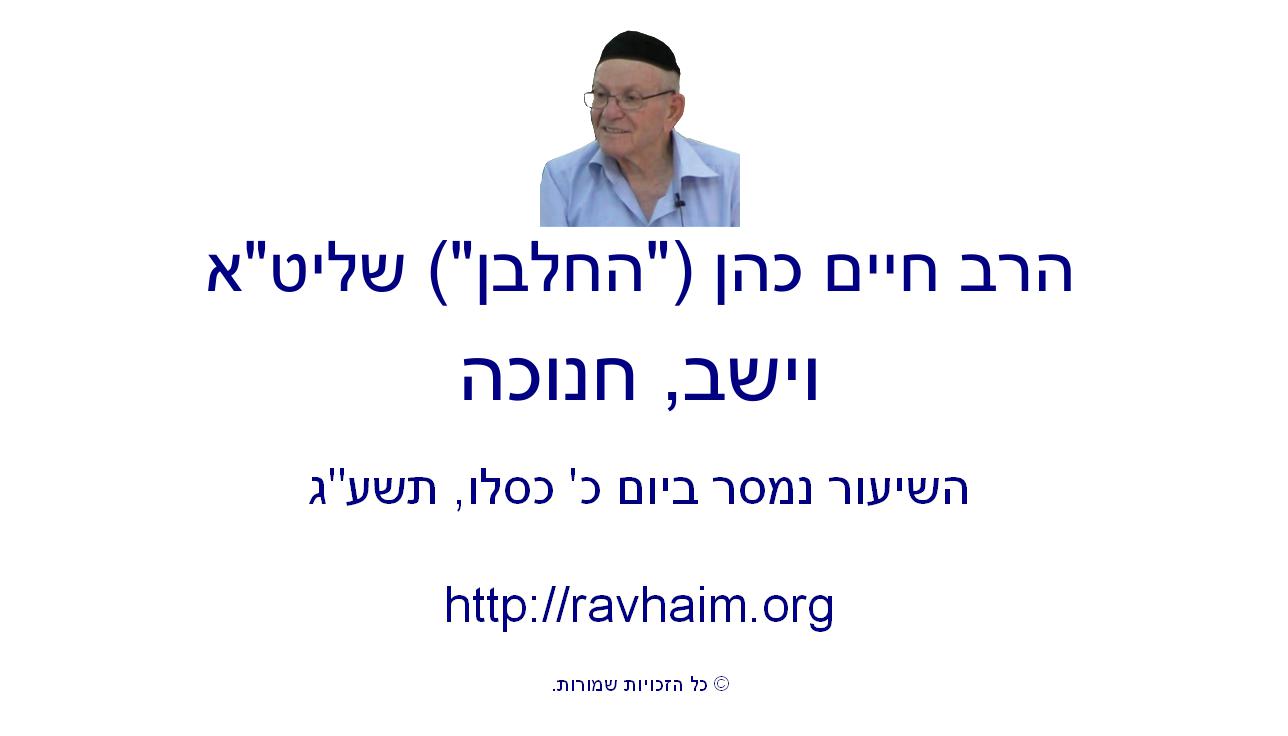 הרב חיים כהן ("החלבן") שליט"א
וישב, חנוכה
השיעור נמסר ביום כ' כסלו, תשע"ג
http://ravhaim.org
© כל הזכויות שמורות.